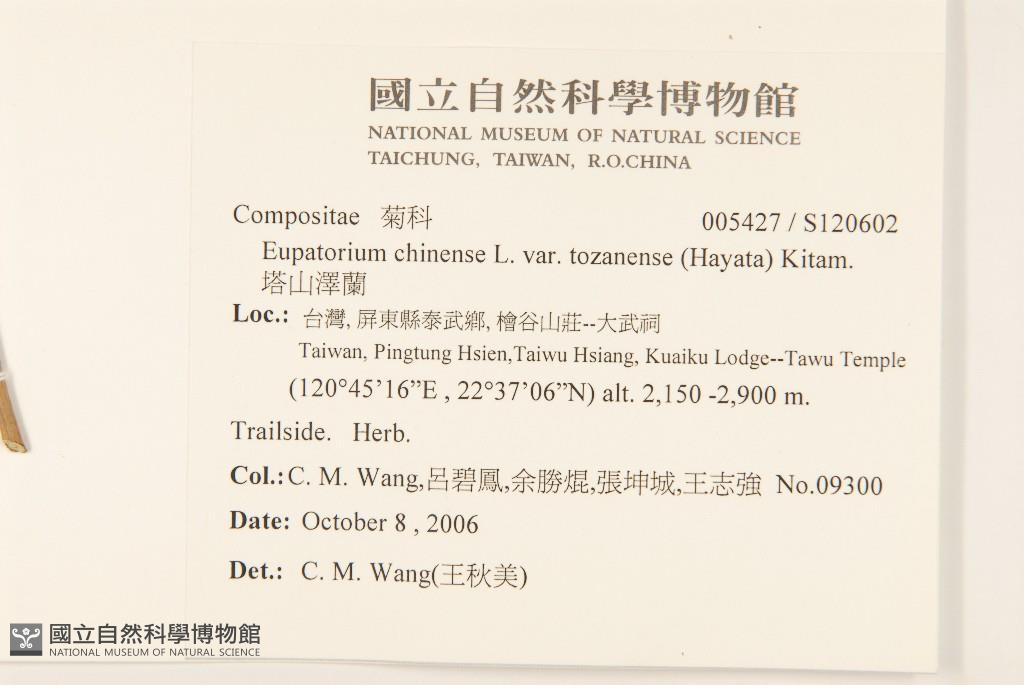 國立自然科學博物館
NATIONAL MUSEUM OF NATURAL SCIENCE
TAICHUNG, TAIWAN, R.O.CHINA
Compositae 菊科 005427 / S120602
Eupatorium chinense L. var. tozanense (Hayata) Kitam.
塔山澤蘭
Loc.: 台灣, 屏東縣泰武鄉, 檜谷山莊--大武祠
Taiwan, Pingtung Hsien,Taiwu Hsiang, Kuaiku Lodge--Tawu Temple
(120°45’16”E , 22°37’06”N) alt. 2,150 -2,900 m.
Trailside. Herb.
Col.: C. M. Wang,呂碧鳳,余勝焜,張坤城,王志強 No.09300
Date: October 8 , 2006
Det.: C. M. Wang(王秋美)
國立自然科學博物館
NATIONAL MUSEUM OF NATURAL SCIENCE